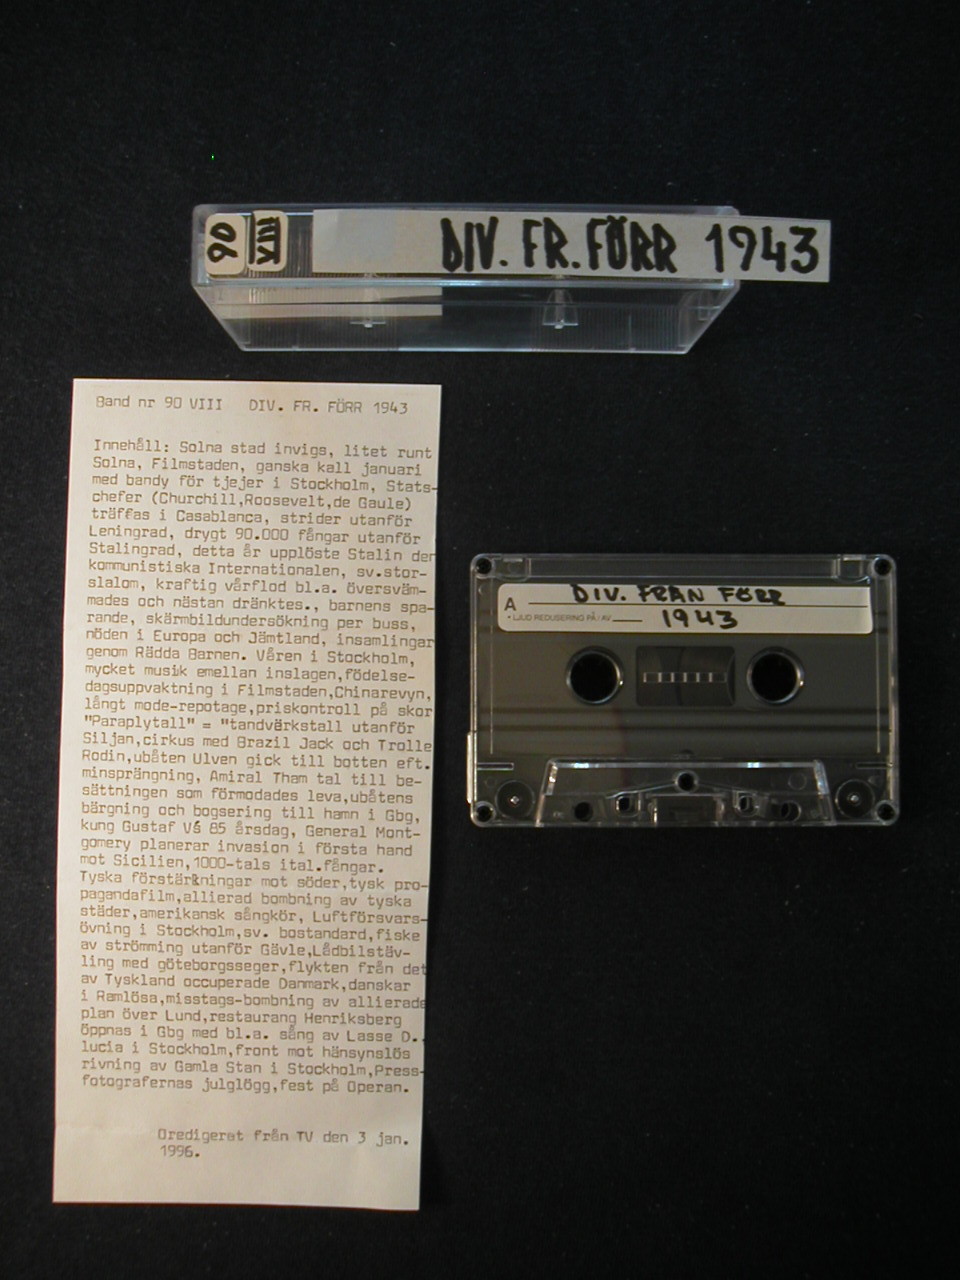 90
VIII
DIV. FR. FÖRR 1943
Band nr 90 VIII DIV. FR. FÖRR 1943
Innehåll: Solna stad invigs, litet runt
Solna, Filmstaden, ganska kall januari
med bandy för tjejer i Stockholm, Stats-
chefer (Churchill,Roosevelt,de Gaule)
träffas i Casablanca, strider utanför
Leningrad, drygt 90.000 fångar utanför
Stalingrad, detta år upplöste Stalin den
kommunistiska Internationalen, sv.stor-
slalom, kraftig vårflod bl.a. översväm-
mades och nästan dränktes., barnens spa-
rande, skärmbildundersökning per buss,
nöden i Europa och Jämtland, insamlingar
genom Rädda Barnen. Våren i Stockholm,
mycket musik emellan inslagen,födelse-
dagsuppvaktning i Filmstaden,Chinarevyn,
långt mode-repotage,priskontroll på skor
"Paraplytall" = "tandvärkstall utanför
Siljan,cirkus med Brazil Jack och Trolle
Rodin,ubåten Ulven gick till botten eft.
minsprängning, Amiral Tham tal till be-
sättningen som förmodades leva,ubåtens
bärgning och bogsering till hamn i Gbg,
kung Gustaf Vś 85 årsdag, General Mont-
gomery planerar invasion i första hand
mot Sicilien,1000-tals ital.fångar.
Tyska förstärkningar mot söder,tysk pro-
pagandafilm,allierad bombning av tyska
städer,amerikansk sångkör, Luftförsvars-
övning i Stockholm,sv. bostandard,fiske
av strömming utanför Gävle,Lådbilstäv-
ling med göteborgsseger,flykten från det
av Tyskland occuperade Danmark,danskar
i Ramlösa,misstags-bombning av allierade
plan över Lund,restaurang Henriksberg
öppnas i Gbg med bl.a. sång av Lasse D.,
lucia i Stockholm,front mot hänsynslös
rivning av Gamla Stan i Stockholm,Press-
fotografernas julglögg,fest på Operan.
Oredigerat från TV den 3 jan.
1996.
A DIV. FRÅN FÖRR
• LJUD REDUSERING PÅ / AV 1943